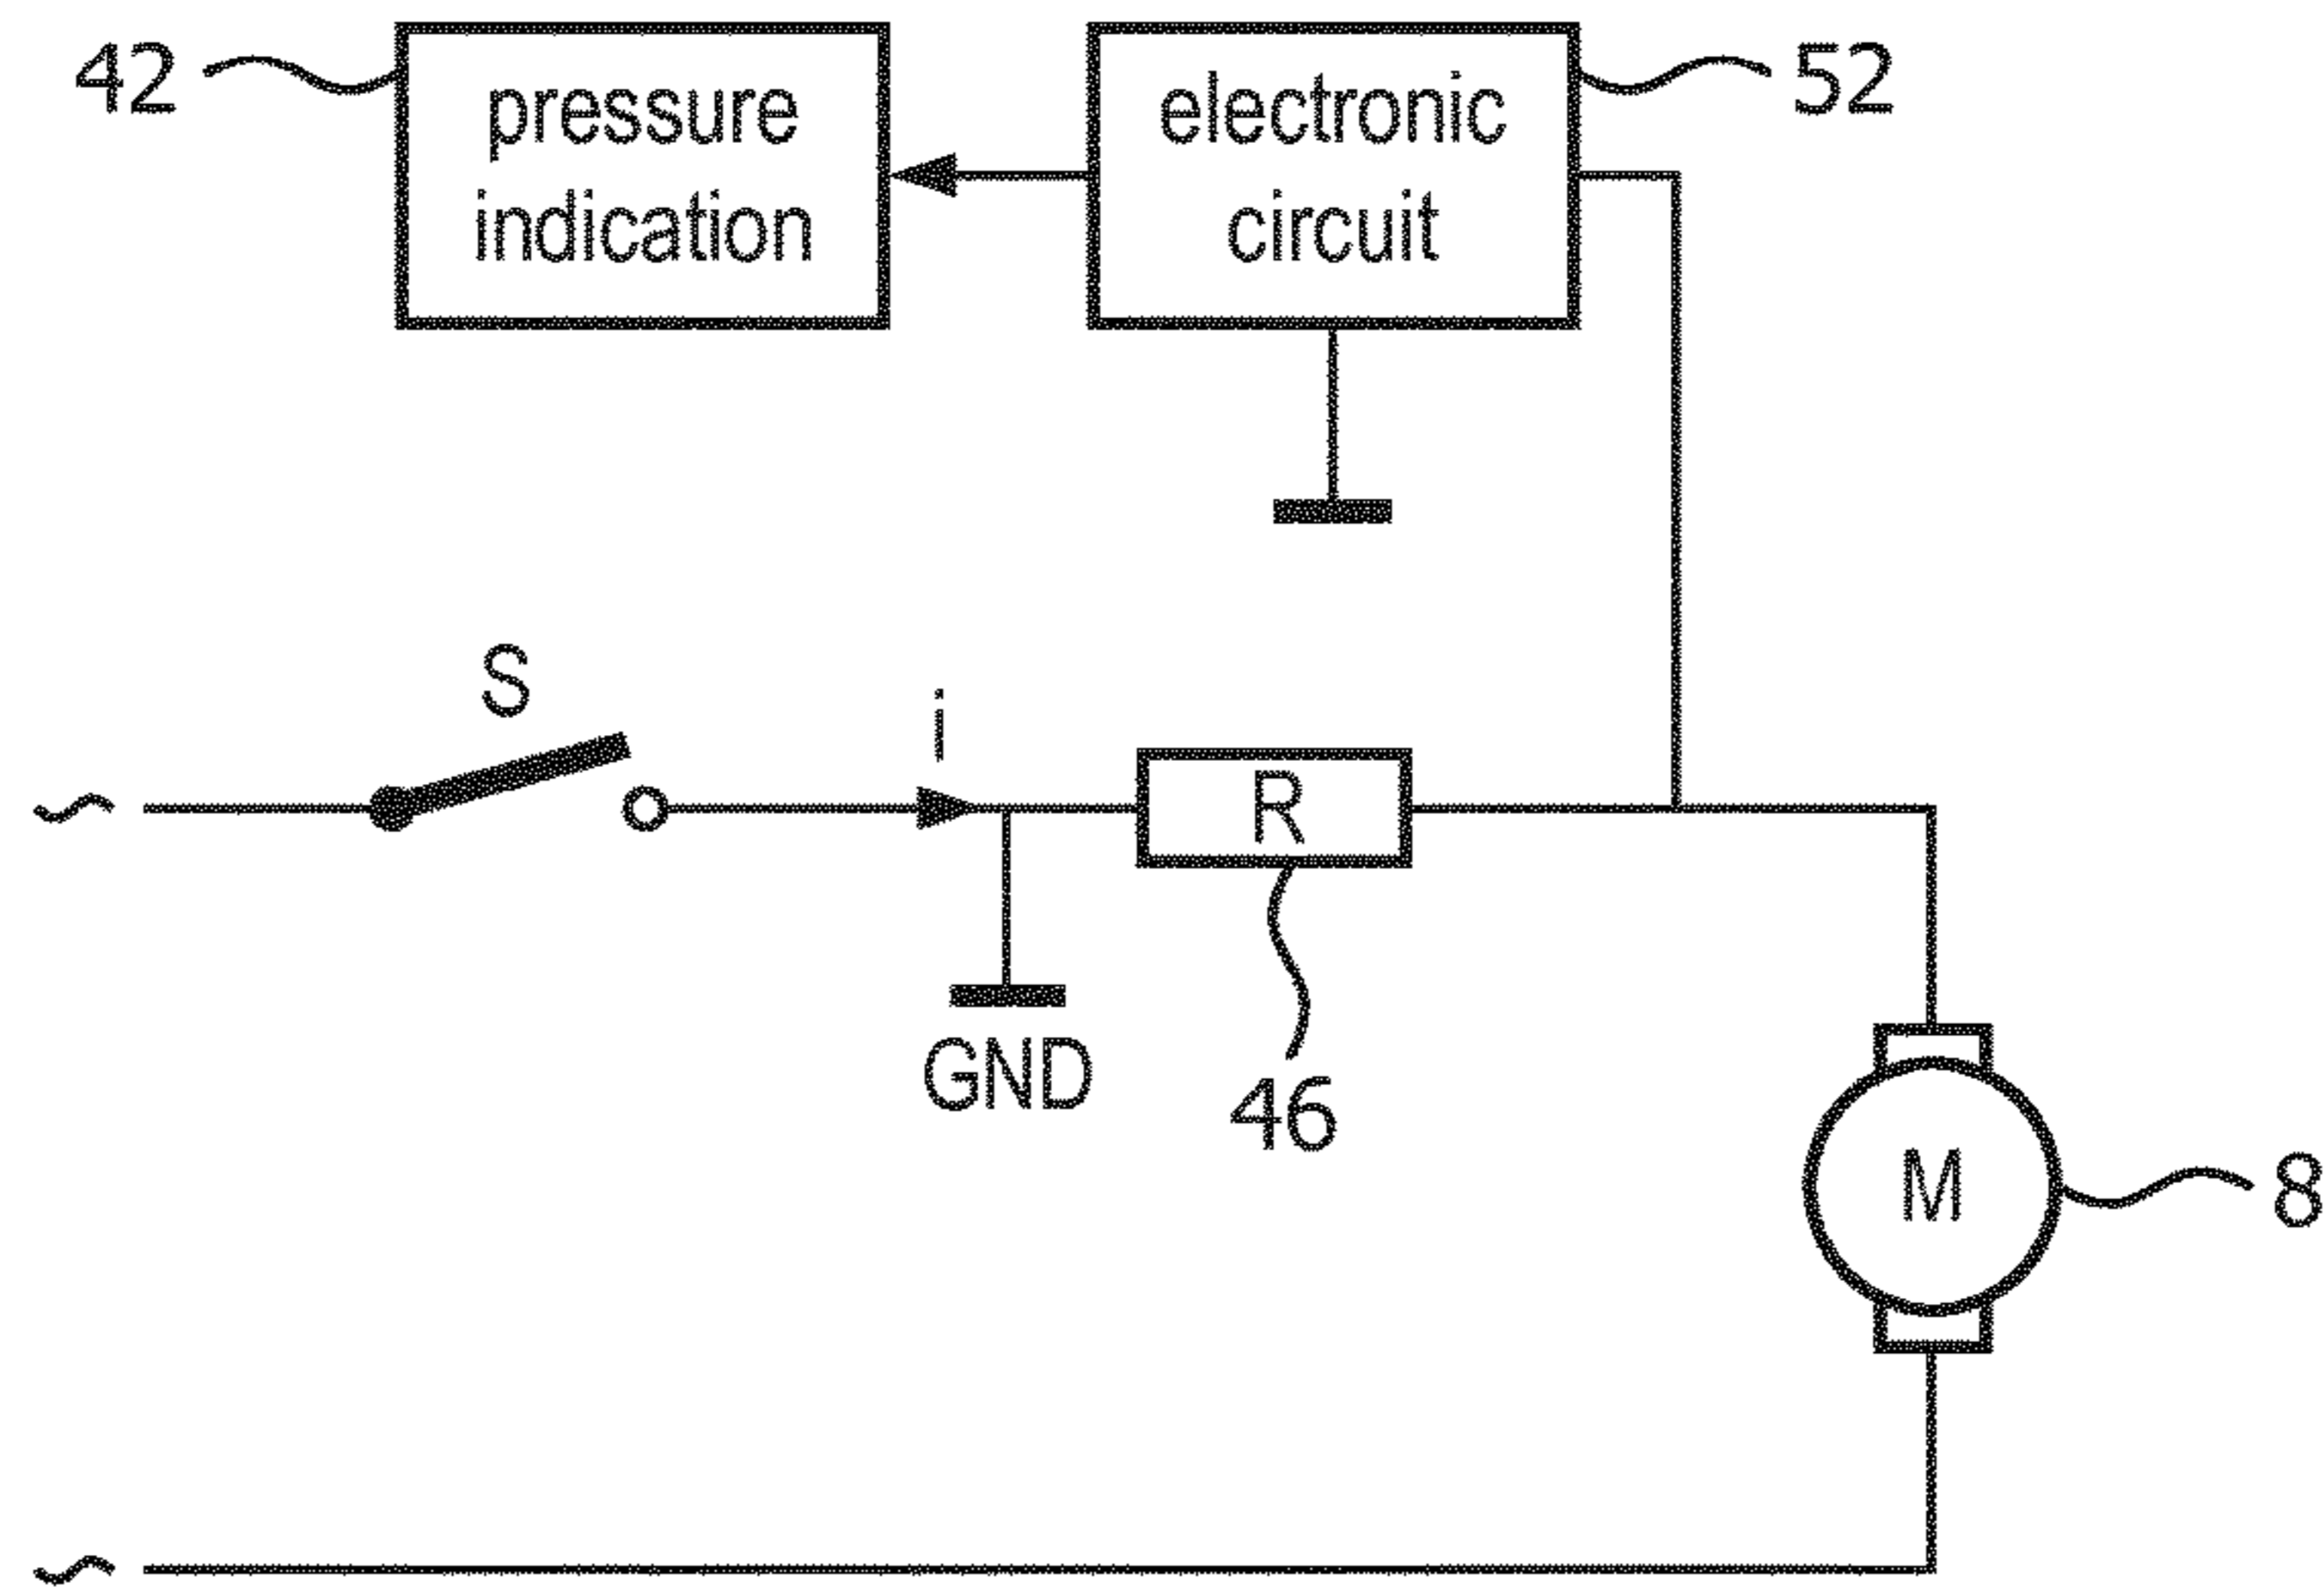 42
pressure
indication
electronic
circuit
52
S
i
R
GND
46
M
8
~
~